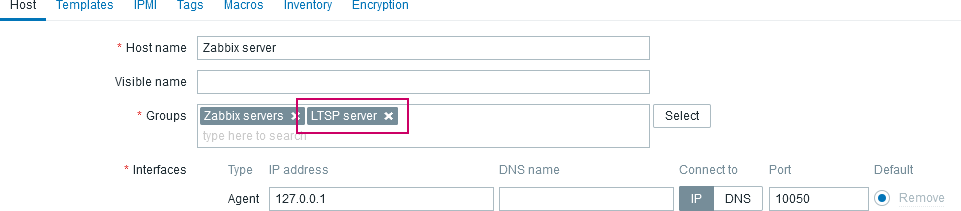 Host Templates IPMI Tags Macros Inventory Encryption
* Host name Zabbix server
Visible name
* Groups Zabbix servers × LTSP server × Select
type here to search
* Interfaces Type IP address DNS name Connect to Port Default
Agent 127.0.0.1 IP DNS 10050 Remove